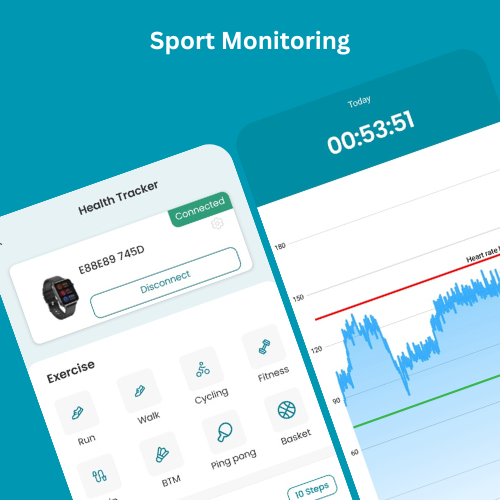 Sport Monitoring
Health Tracker
Connected
E88E89 745D
Disconnect
Exercise
Run
Walk
Cycling
Fitness
BTM
Ping pong
Basket
10 Steps
Today
00:53:51
180
150
Heart rate
120
90
60